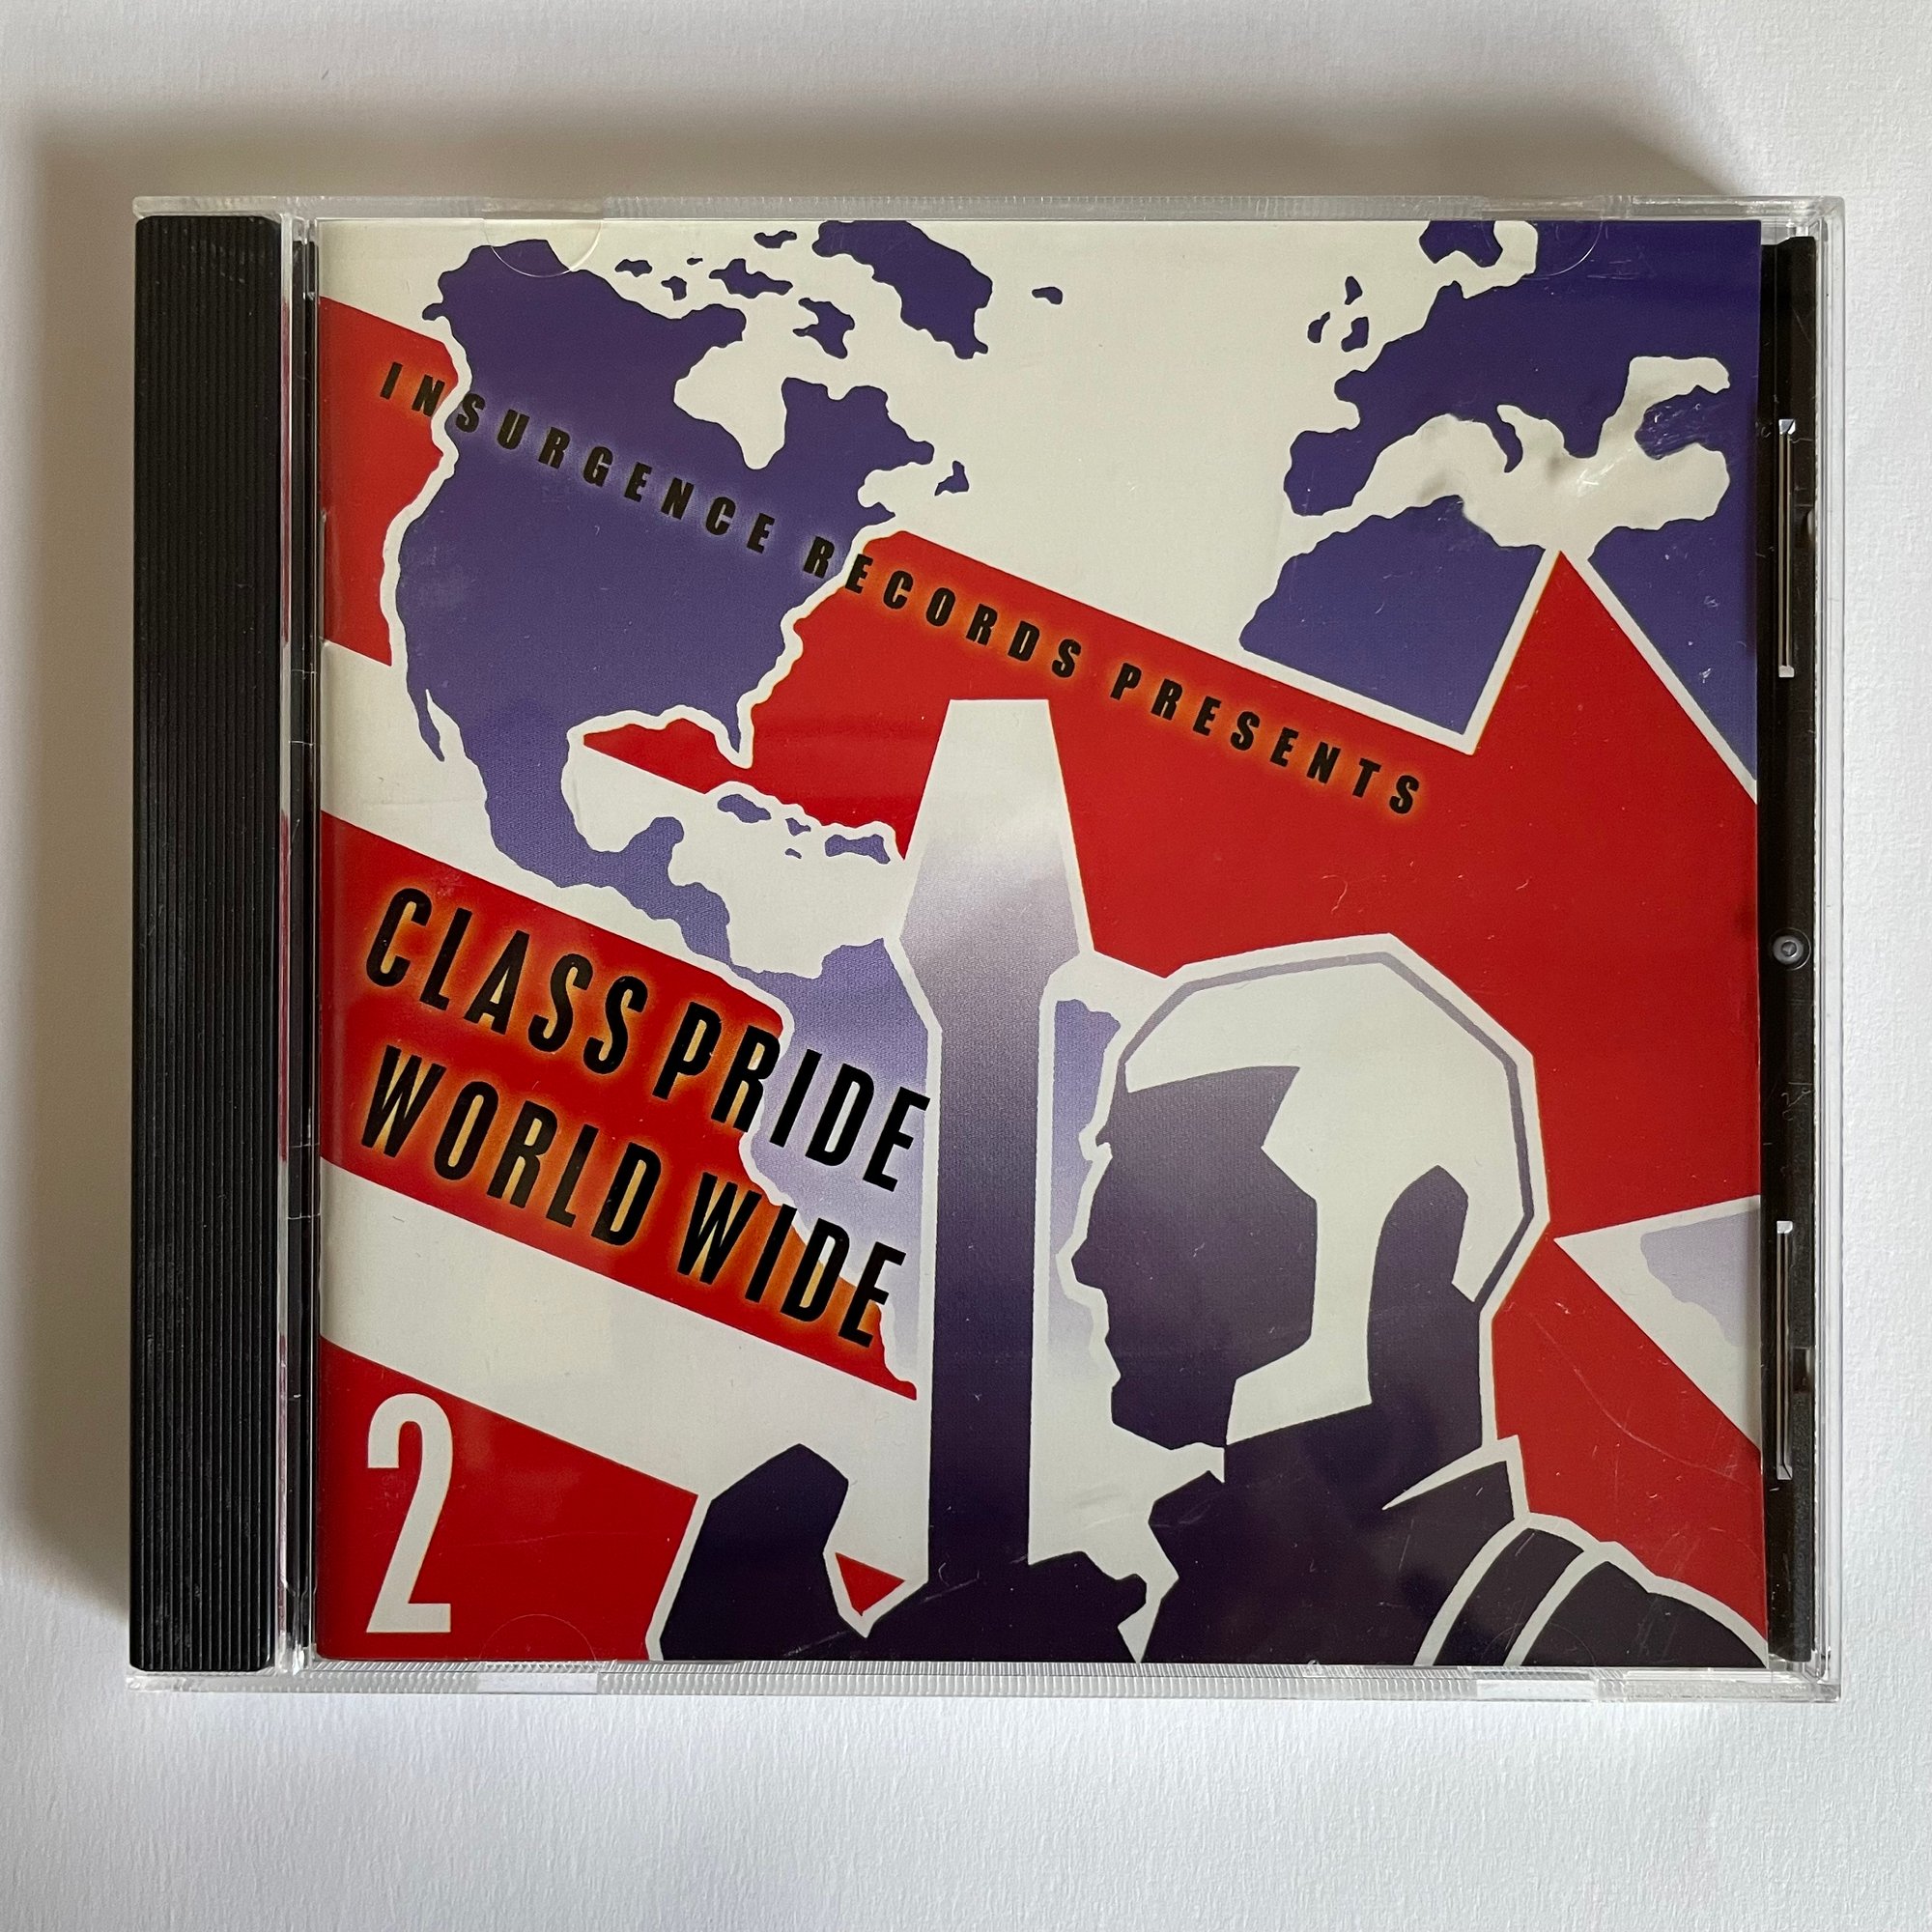 INSURGENCE RECORDS PRESENTS
CLASS PRIDE
WORLD WIDE
2